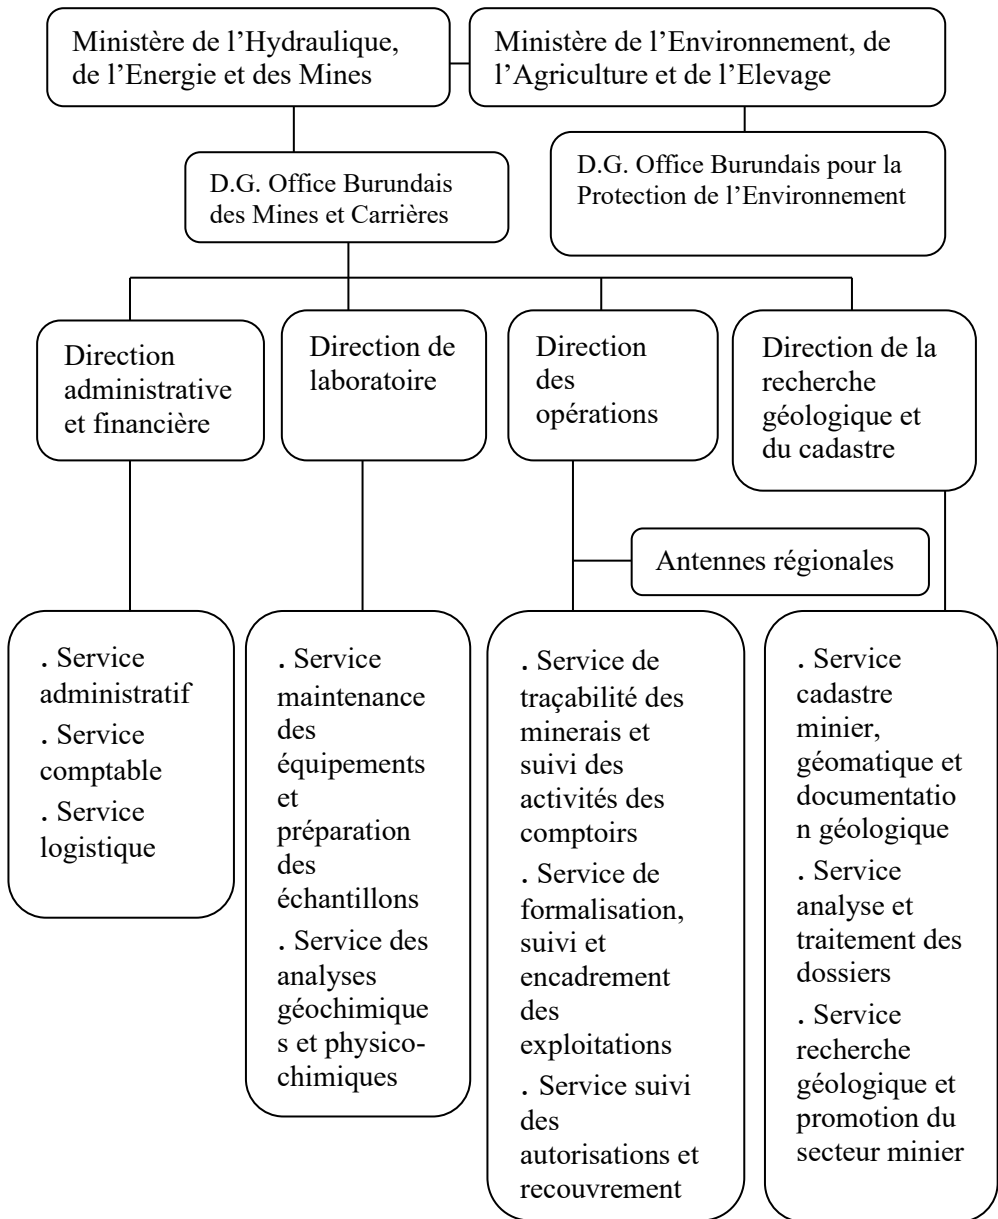 Ministère de l’Hydraulique,
de l’Energie et des Mines
Ministère de l’Environnement, de
l’Agriculture et de l’Elevage
D.G. Office Burundais
des Mines et Carrières
D.G. Office Burundais pour la
Protection de l’Environnement
Direction
administrative
et financière
Direction de
laboratoire
Direction
des
opérations
Direction de la
recherche
géologique et
du cadastre
Antennes régionales
. Service
administratif
. Service
comptable
. Service
logistique
. Service
maintenance
des
équipements
et
préparation
des
échantillons
. Service des
analyses
géochimique
s et physico-
chimiques
. Service de
traçabilité des
minerais et
suivi des
activités des
comptoirs
. Service de
formalisation,
suivi et
encadrement
des
exploitations
. Service suivi
des
autorisations et
recouvrement
. Service
cadastre
minier,
géomatique et
documentatio
n géologique
. Service
analyse et
traitement des
dossiers
. Service
recherche
géologique et
promotion du
secteur minier